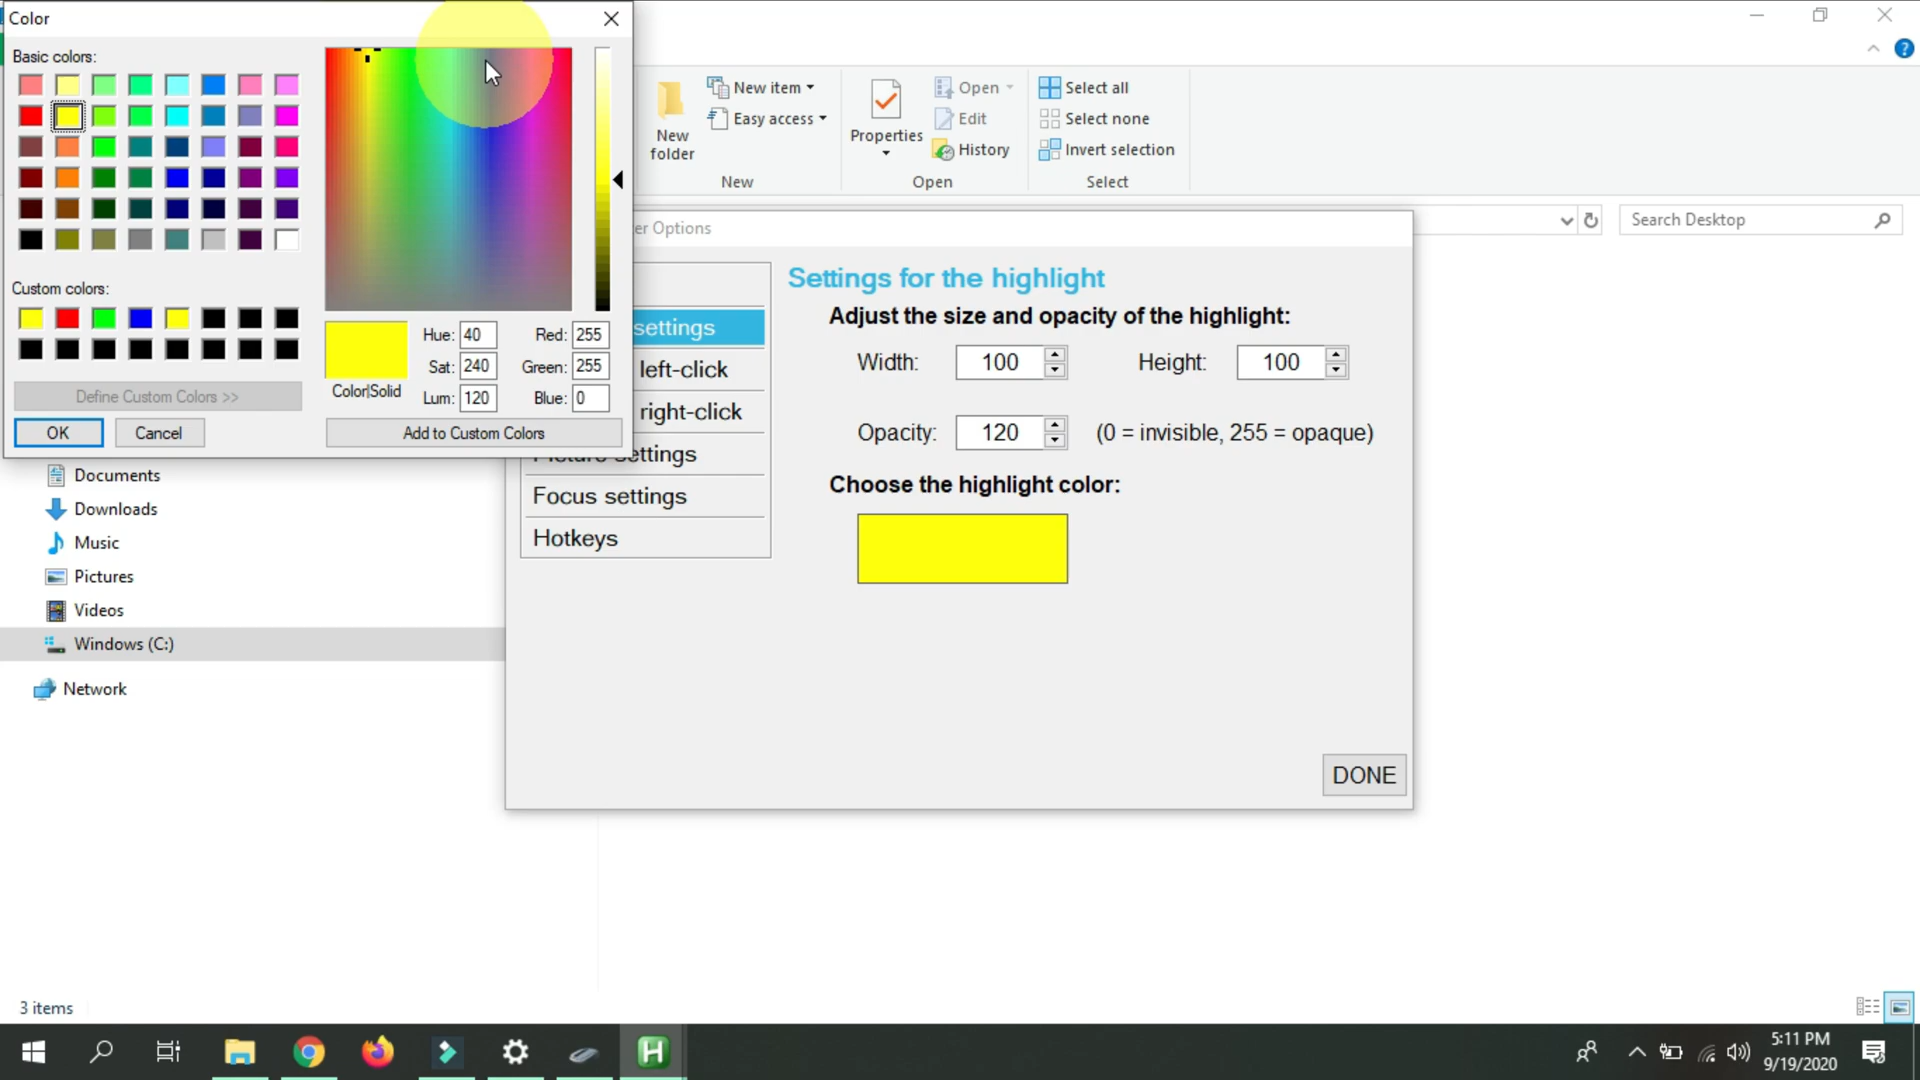 Color
Basic colors:
Custom colors:
Define Custom Colors >>
OK
Cancel
Color|Solid
Hue: 40
Sat: 240
Lum: 120
Red: 255
Green: 255
Blue: 0
Add to Custom Colors
New folder
New item
Easy access
New
Properties
Open
Edit
History
Open
Select all
Select none
Invert selection
Select
Search Desktop
Options
settings
left-click
right-click
settings
Focus settings
Hotkeys
Settings for the highlight
Adjust the size and opacity of the highlight:
Width: 100
Height: 100
Opacity: 120 (0 = invisible, 255 = opaque)
Choose the highlight color:
DONE
Documents
Downloads
Music
Pictures
Videos
Windows (C:)
Network
3 items
H
5:11 PM
9/19/2020